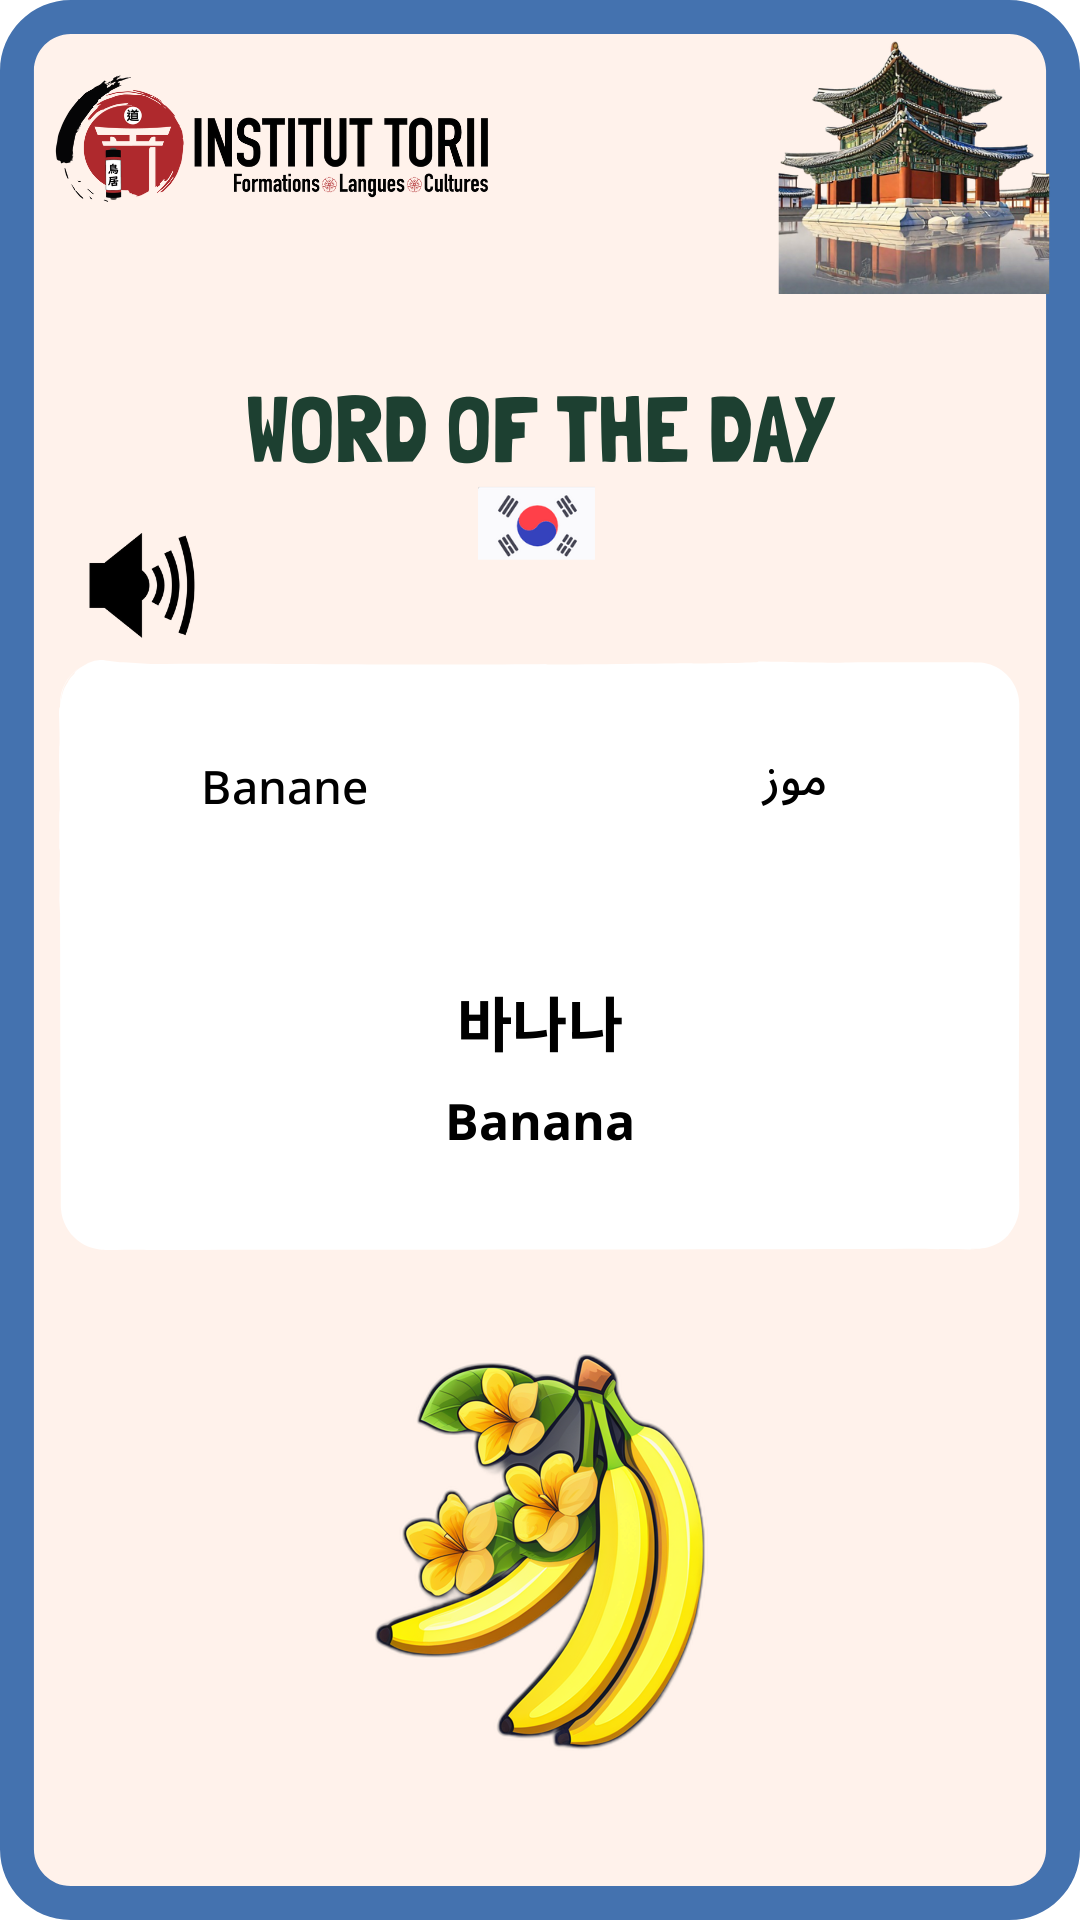 道
鳥居
INSTITUT TORII
Formations Langues Cultures
WORD OF THE DAY
Banane
موز
바나나
Banana